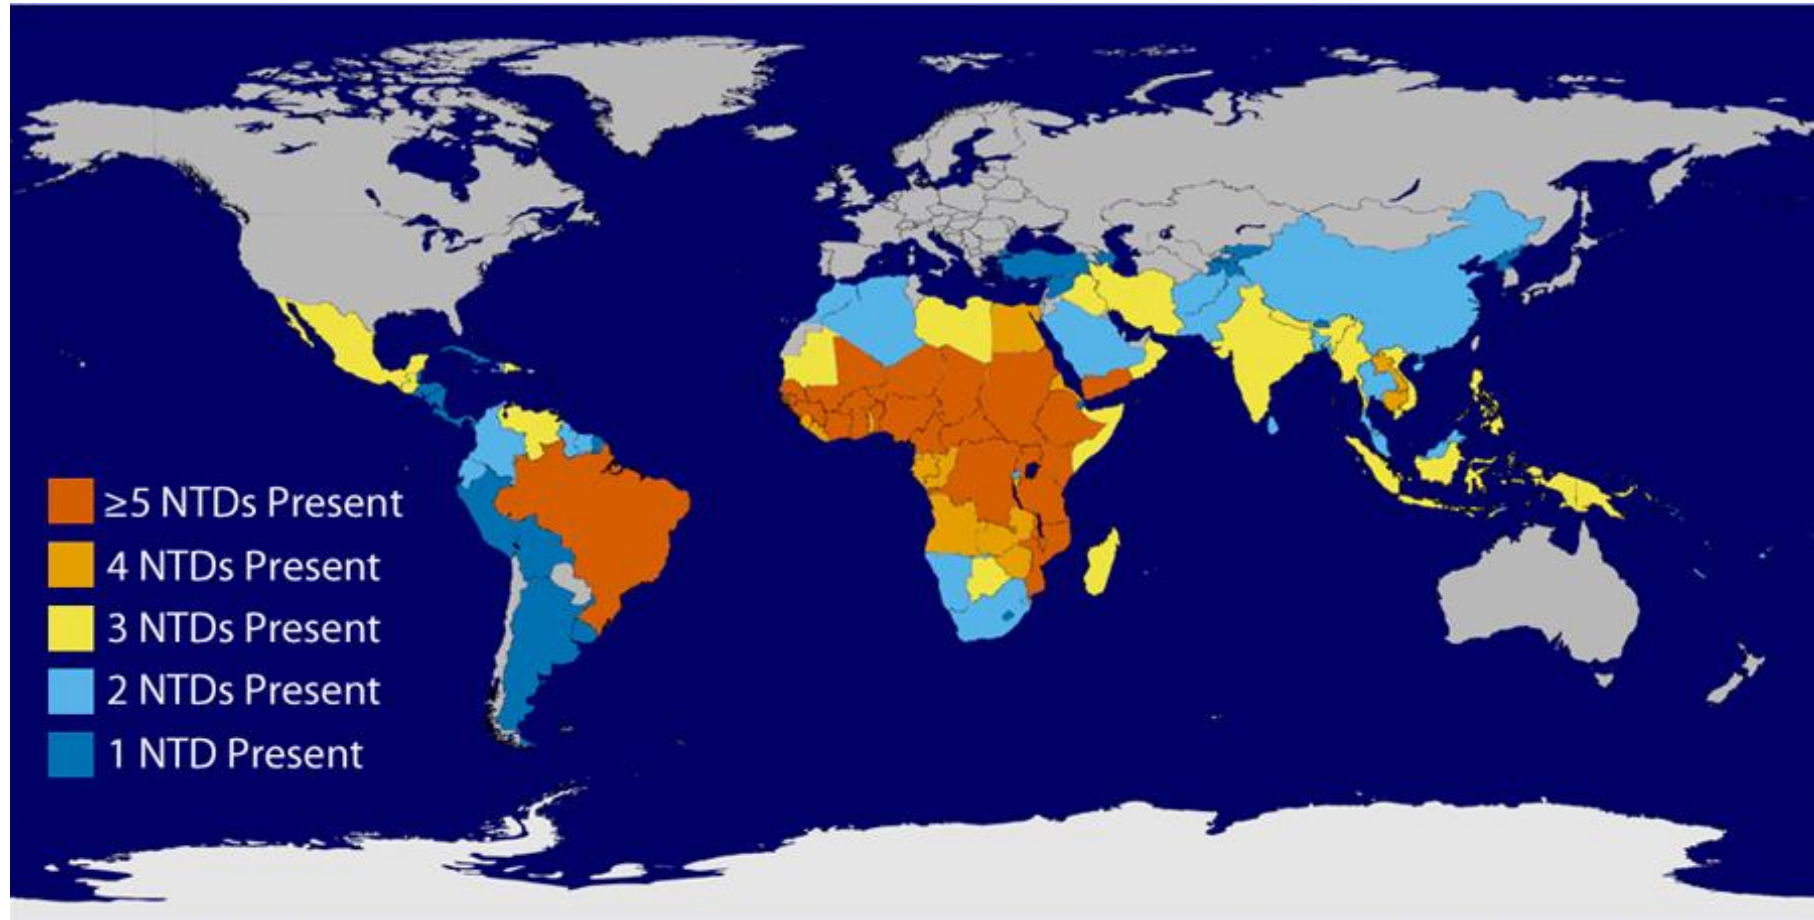 ≥5 NTDs Present
4 NTDs Present
3 NTDs Present
2 NTDs Present
1 NTD Present